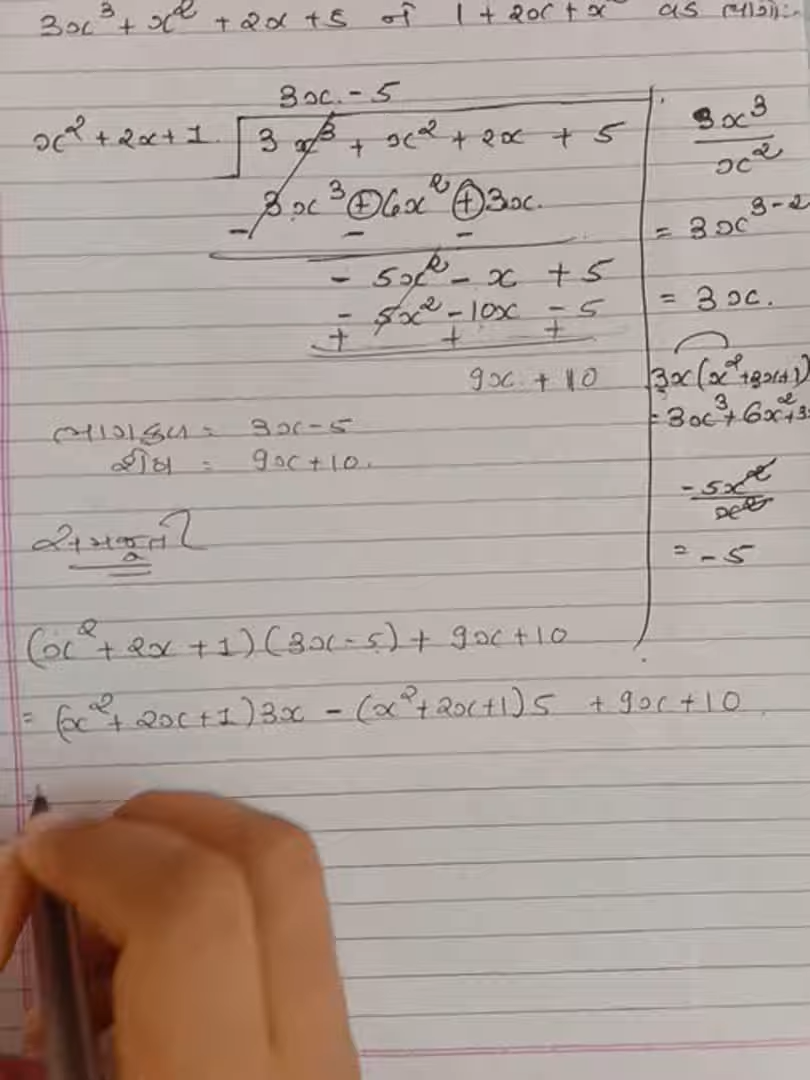 3x³ + x² + 2x + 5 ને 1 + 2x + x² વડે ભાગો:-
3x - 5
x² + 2x + 1 3x³ + x² + 2x + 5
3x³ + 6x² + 3x
- - -
- 5x² - x + 5
- 5x² - 10x - 5
+ + +
9x + 10
ભાગફળ = 3x - 5
શેષ = 9x + 10.
(x² + 2x + 1)(3x - 5) + 9x + 10
= (x² + 2x + 1)3x - (x² + 2x + 1)5 + 9x + 10
3x³
x²
= 3x³⁻²
= 3x.
3x(x² + 2x + 1)
= 3x³ + 6x² + 3
-5x²
x²
= -5